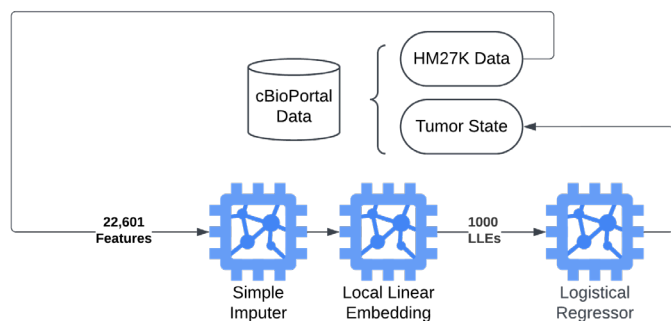 HM27K Data
cBioPortal
Data
Tumor State
22,601
Features
1000
LLEs
Simple
Imputer
Local Linear
Embedding
Logistical
Regressor